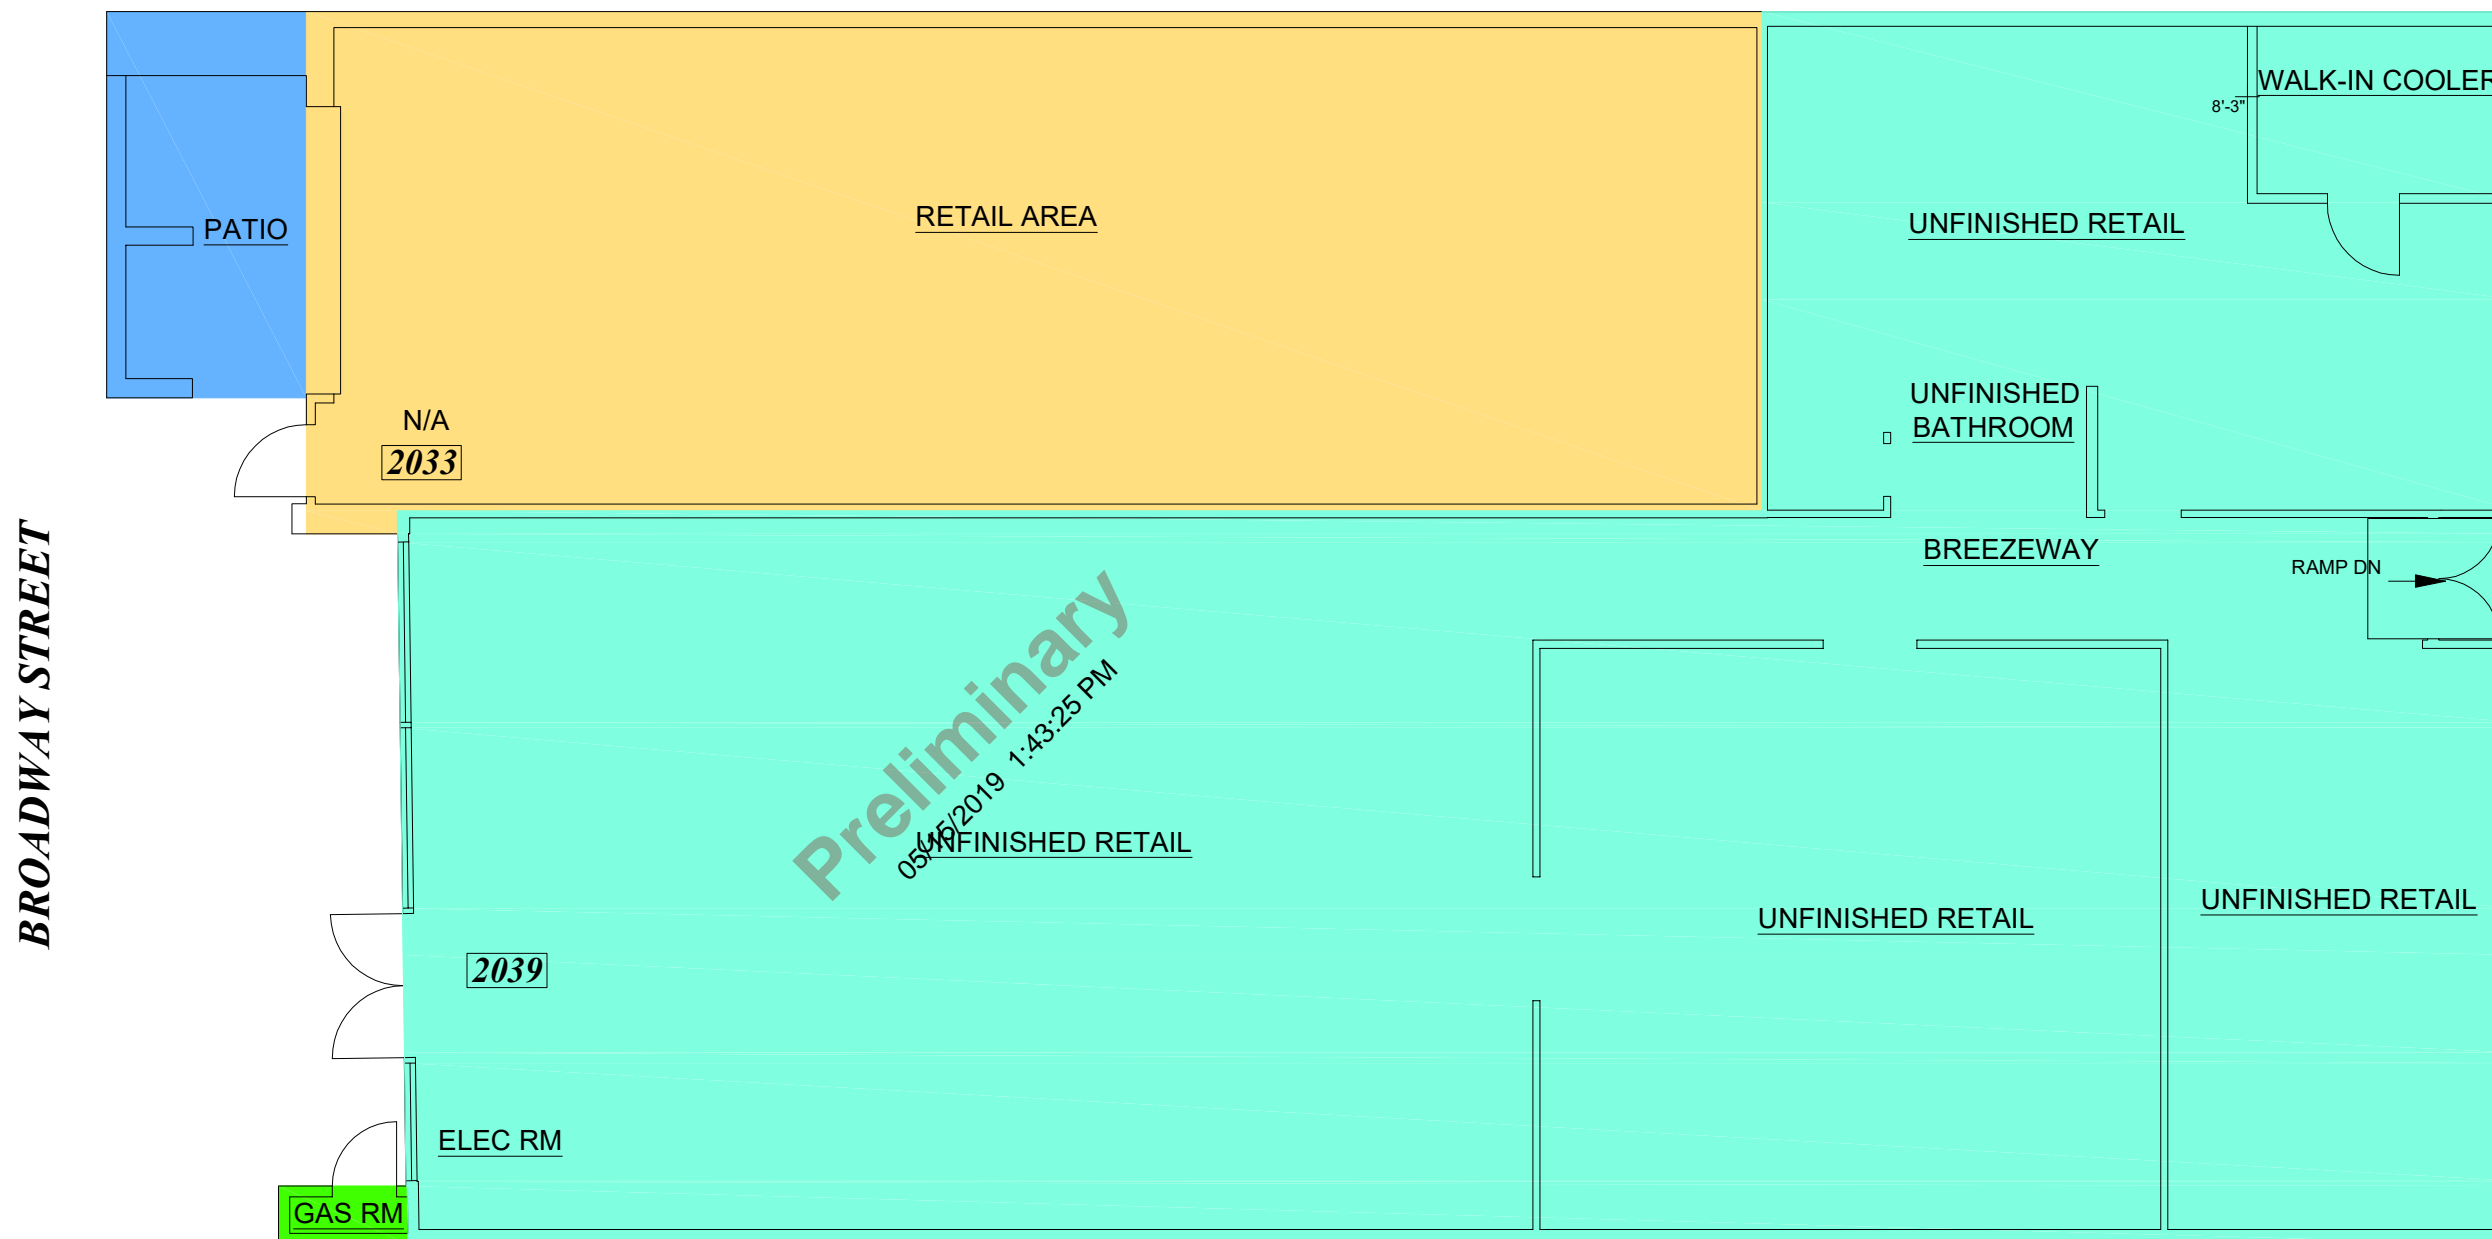 WALK-IN COOLER
8'-3"
PATIO
RETAIL AREA
UNFINISHED RETAIL
UNFINISHED
BATHROOM
N/A
2033
BREEZEWAY
RAMP DN
BROADWAY STREET
Preliminary
05/15/2019 1:43:25 PM
UNFINISHED RETAIL
UNFINISHED RETAIL
UNFINISHED RETAIL
2039
ELEC RM
GAS RM